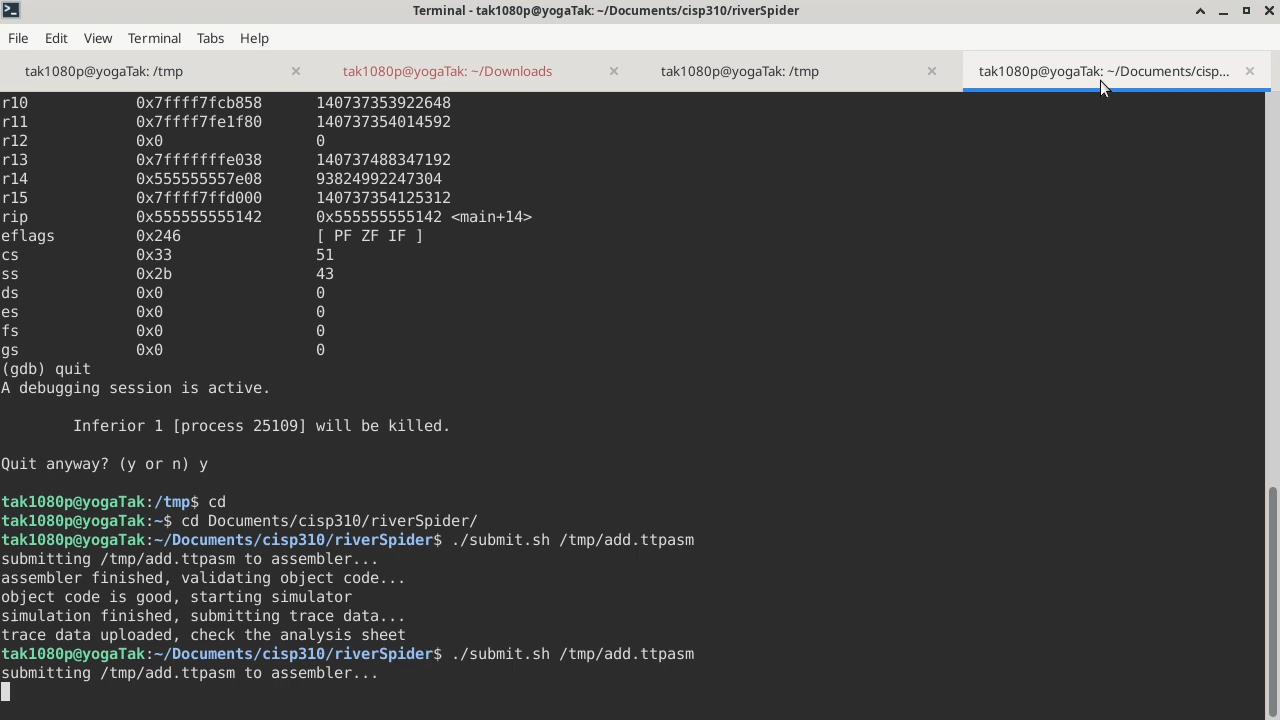 Terminal - tak1080p@yogaTak: ~/Documents/cisp310/riverSpider
File Edit View Terminal Tabs Help
tak1080p@yogaTak: /tmp tak1080p@yogaTak: ~/Downloads tak1080p@yogaTak: /tmp tak1080p@yogaTak: ~/Documents/cisp...
r10 0x7ffff7fcb858 140737353922648
r11 0x7ffff7fe1f80 140737354014592
r12 0x0 0
r13 0x7fffffffe038 140737488347192
r14 0x555555557e08 93824992247304
r15 0x7ffff7ffd000 140737354125312
rip 0x555555555142 0x555555555142 <main+14>
eflags 0x246 [ PF ZF IF ]
cs 0x33 51
ss 0x2b 43
ds 0x0 0
es 0x0 0
fs 0x0 0
gs 0x0 0
(gdb) quit
A debugging session is active.
Inferior 1 [process 25109] will be killed.
Quit anyway? (y or n) y
tak1080p@yogaTak:/tmp$ cd
tak1080p@yogaTak:~$ cd Documents/cisp310/riverSpider/
tak1080p@yogaTak:~/Documents/cisp310/riverSpider$ ./submit.sh /tmp/add.ttpasm
submitting /tmp/add.ttpasm to assembler...
assembler finished, validating object code...
object code is good, starting simulator
simulation finished, submitting trace data...
trace data uploaded, check the analysis sheet
tak1080p@yogaTak:~/Documents/cisp310/riverSpider$ ./submit.sh /tmp/add.ttpasm
submitting /tmp/add.ttpasm to assembler...